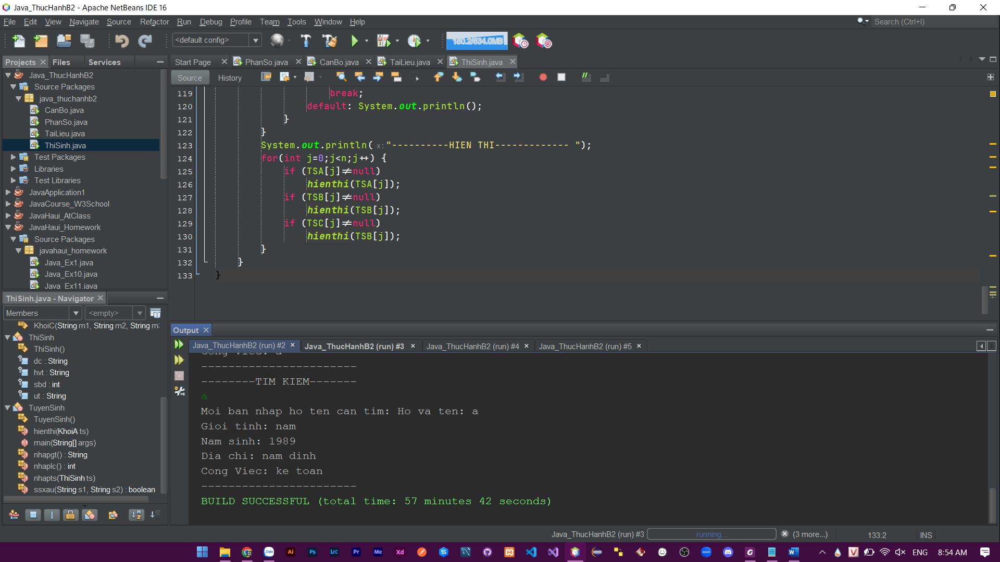 Java_ThucHanhB2 - Apache NetBeans IDE 16
File Edit View Navigate Source Refactor Run Debug Profile Team Tools Window Help
Search (Ctrl+I)
<default config>
180.2/634.0MB
Projects Files Services
Java_ThucHanhB2
Source Packages
java_thuchanhb2
CanBo.java
PhanSo.java
TaiLieu.java
ThiSinh.java
Test Packages
Libraries
Test Libraries
JavaApplication1
JavaCourse_W3School
JavaHaui_AtClass
JavaHaui_Homework
Source Packages
javahaui_homework
Java_Ex1.java
Java_Ex10.java
Java_Ex11.java
ThiSinh.java - Navigator
Members <empty>
KhoiC(String m1, String m2, String m3
ThiSinh
ThiSinh()
dc : String
hvt : String
sbd : int
ut : String
TuyenSinh
TuyenSinh()
hienthi(KhoiA ts)
main(String[] args)
nhapgt() : String
nhaplc() : int
nhapts(ThiSinh ts)
ssxau(String s1, String s2) : boolean
Start Page PhanSo.java CanBo.java TaiLieu.java ThiSinh.java
Source History
119 break;
120 default: System.out.println();
121 }
122 }
123 System.out.println( x: "----------HIEN THI------------- ");
124 for(int j=0;j<n;j++) {
125 if (TSA[j]≠null)
126 hienthi(TSA[j]);
127 if (TSB[j]≠null)
128 hienthi(TSB[j]);
129 if (TSC[j]≠null)
130 hienthi(TSB[j]);
131 }
132 }
133 }
Output
Java_ThucHanhB2 (run) #2 Java_ThucHanhB2 (run) #3 Java_ThucHanhB2 (run) #4 Java_ThucHanhB2 (run) #5
Cong Viec: a
-----------------------
--------TIM KIEM-------
a
Moi ban nhap ho ten can tim: Ho va ten: a
Gioi tinh: nam
Nam sinh: 1989
Dia chi: nam dinh
Cong Viec: ke toan
-----------------------
BUILD SUCCESSFUL (total time: 57 minutes 42 seconds)
Java_ThucHanhB2 (run) #3 running... (3 more...) 133:2 INS
Zalo Ai Ps LrC Pr Me Xd zoom W V ENG 8:54 AM